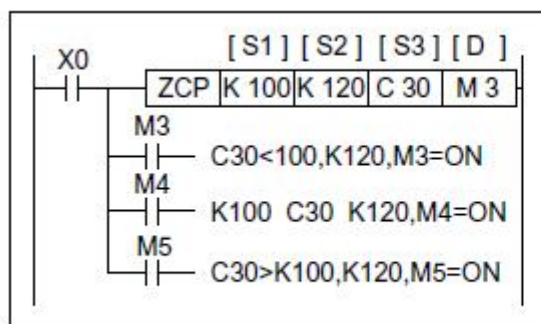 [ S1 ] [ S2 ] [ S3 ] [ D ]
X0
ZCP K 100 K 120 C 30 M 3
M3
C30<100,K120,M3=ON
M4
K100 C30 K120,M4=ON
M5
C30>K100,K120,M5=ON